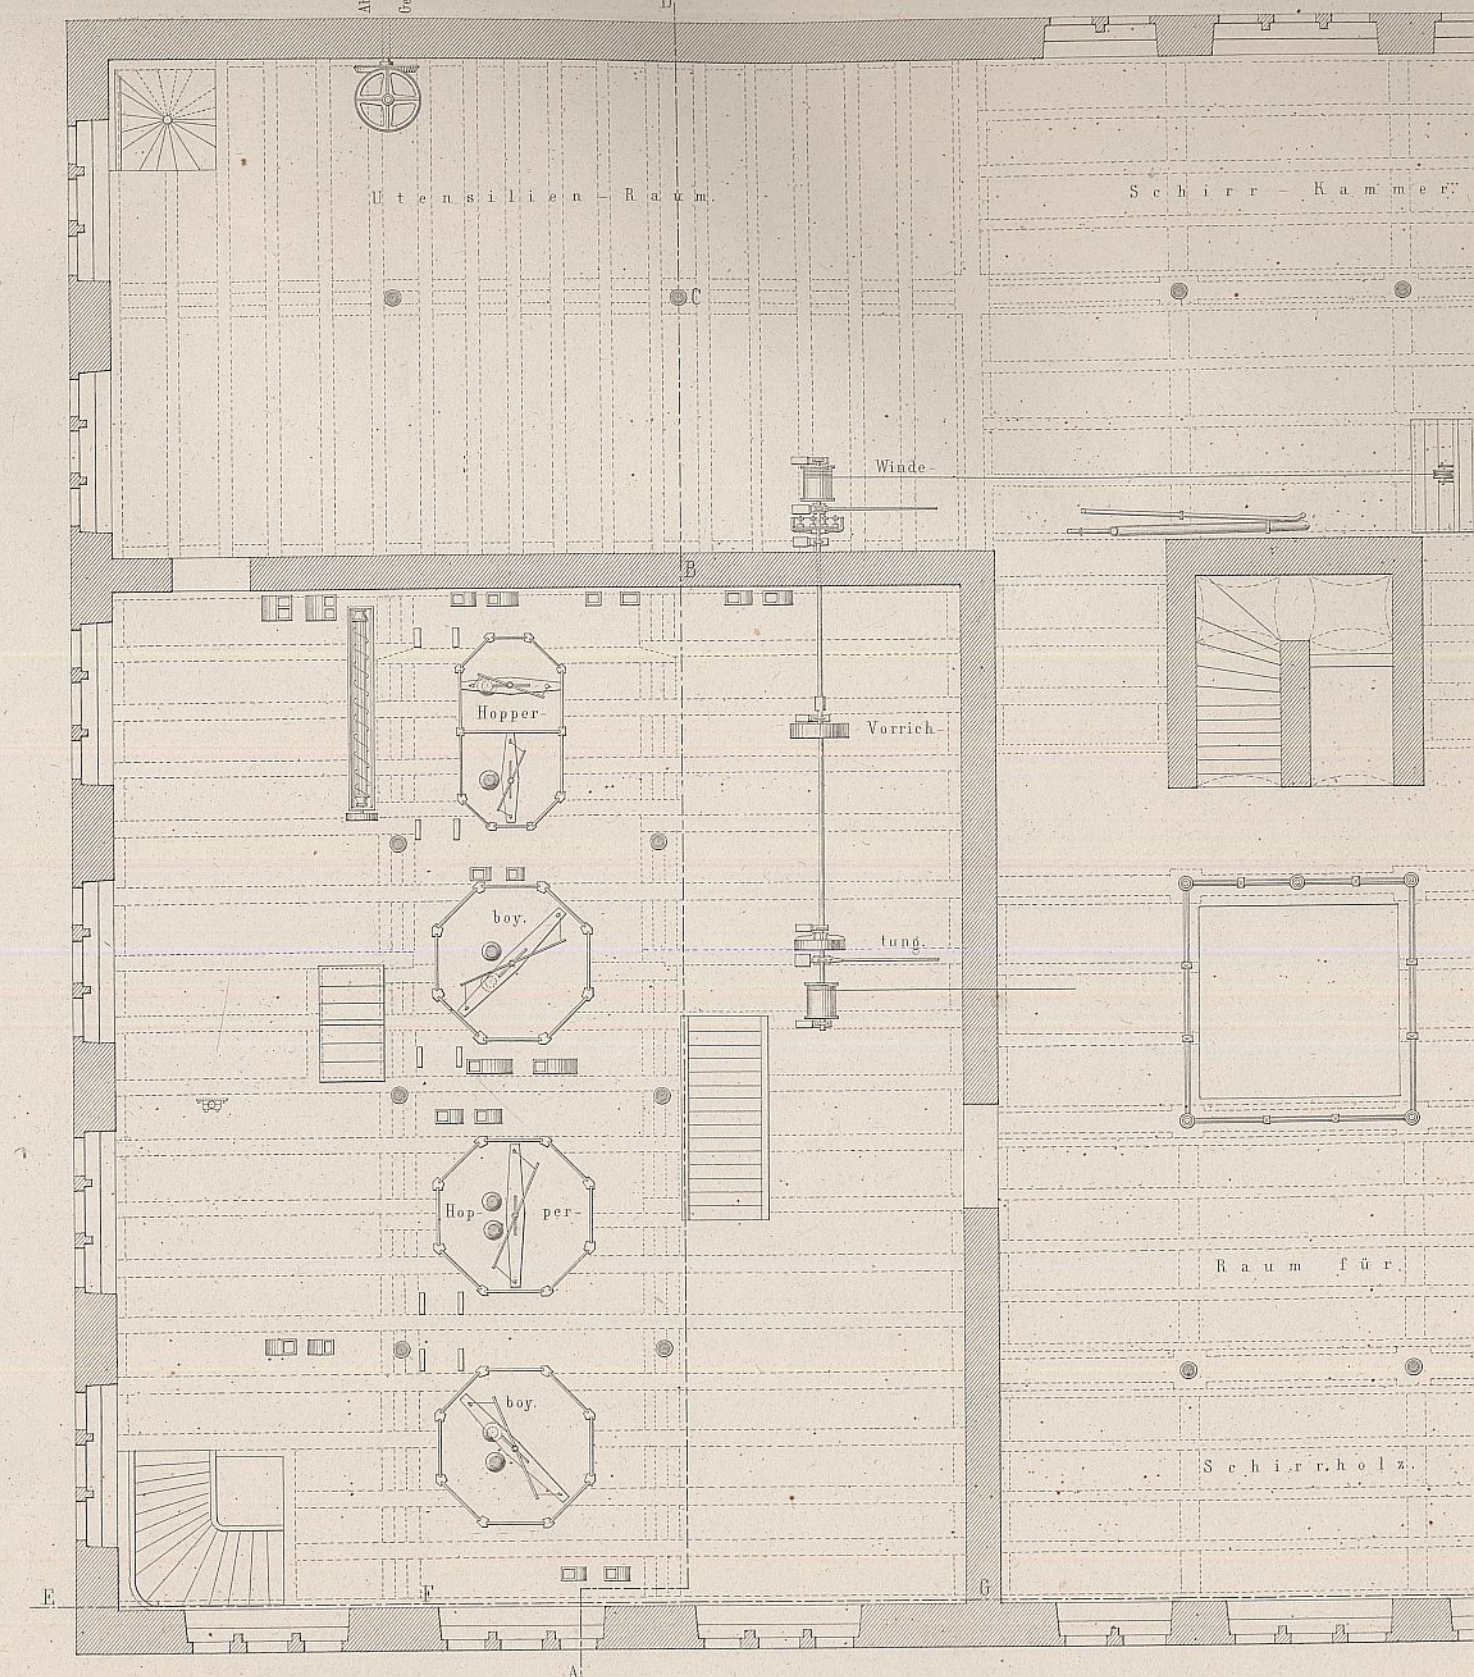 D
Utensilien-Raum.
Schirr-Kammer.
C
Winde-
B
Hopper-
Vorrich-
boy.
tung.
Hop- per-
Raum für
boy.
Schirrholz.
E
F
G
A